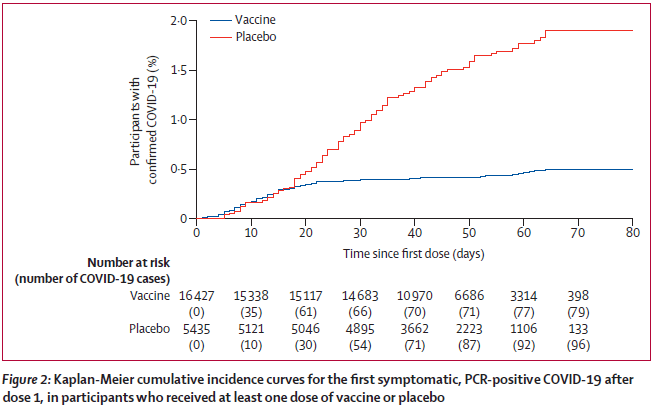 2·0
1·5
1·0
0·5
0
Participants with
confirmed COVID-19 (%)
Vaccine
Placebo
0 10 20 30 40 50 60 70 80
Time since first dose (days)
Number at risk
(number of COVID-19 cases)
Vaccine 16 427 15 338 15 117 14 683 10 970 6686 3314 398
(0) (35) (61) (66) (70) (71) (77) (79)
Placebo 5435 5121 5046 4895 3662 2223 1106 133
(0) (10) (30) (54) (71) (87) (92) (96)
Figure 2: Kaplan-Meier cumulative incidence curves for the first symptomatic, PCR-positive COVID-19 after
dose 1, in participants who received at least one dose of vaccine or placebo